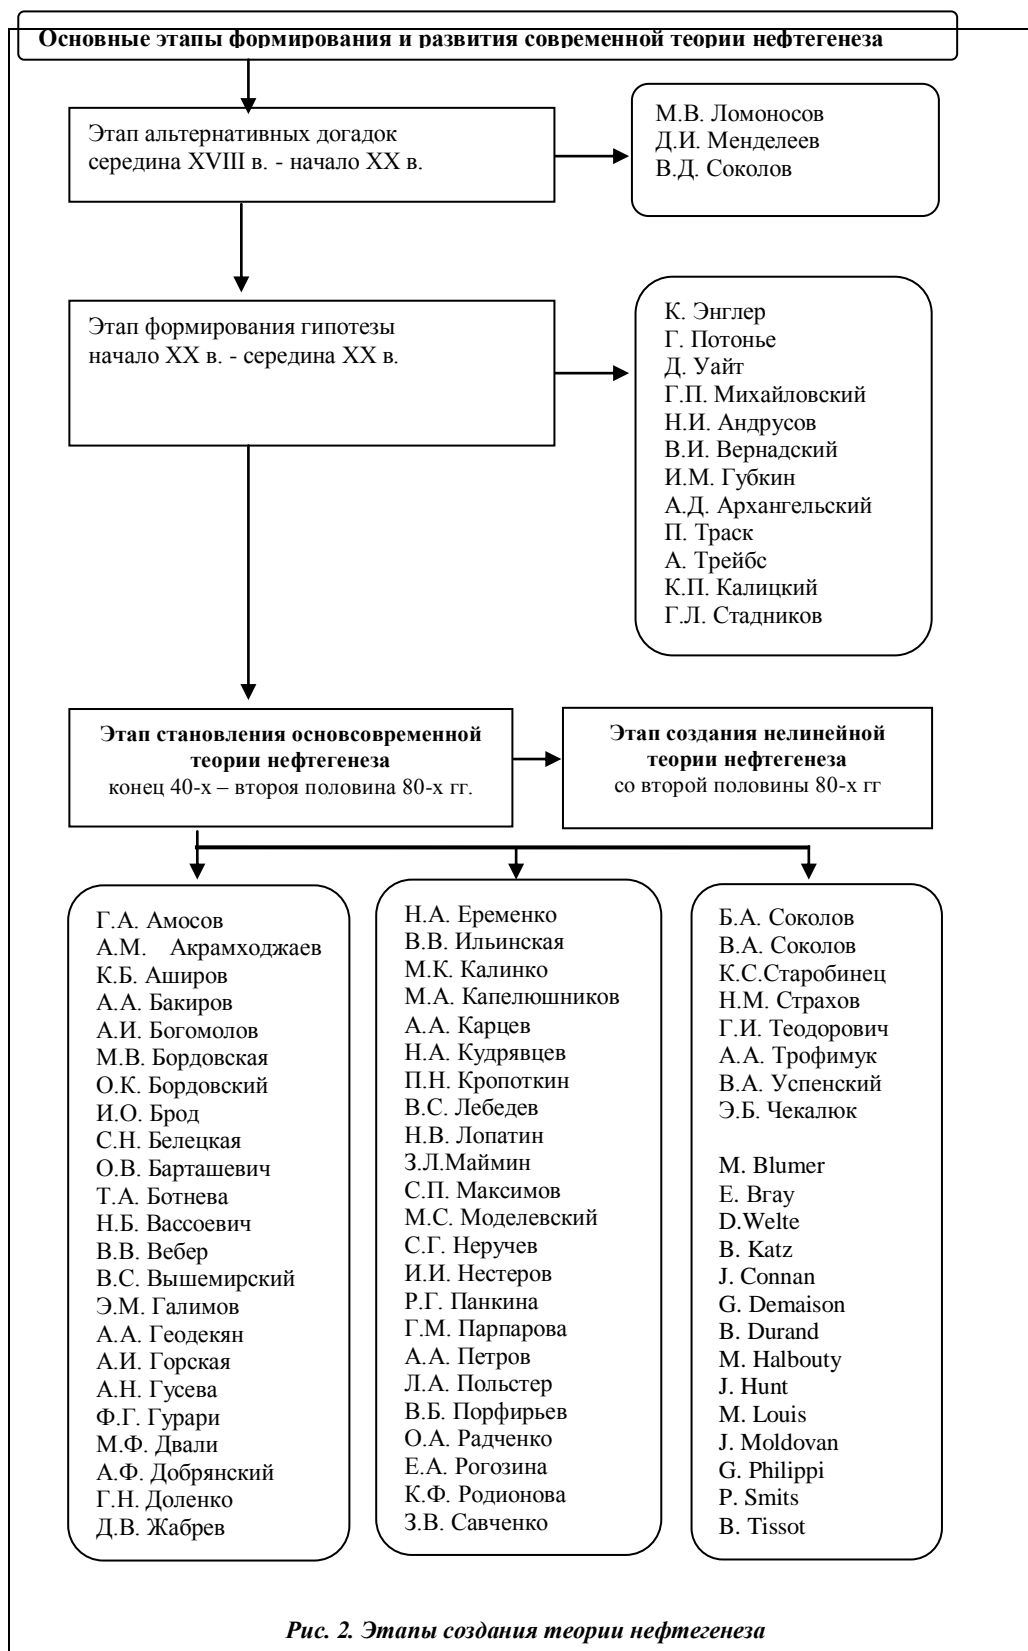 Основные этапы формирования и развития современной теории нефтегенеза
Этап альтернативных догадок
середина XVIII в. - начало XX в.
М.В. Ломоносов
Д.И. Менделеев
В.Д. Соколов
Этап формирования гипотезы
начало XX в. - середина XX в.
К. Энглер
Г. Потонье
Д. Уайт
Г.П. Михайловский
Н.И. Андрусов
В.И. Вернадский
И.М. Губкин
А.Д. Архангельский
П. Траск
А. Трейбс
К.П. Калицкий
Г.Л. Стадников
Этап становления основсовременной
теории нефтегенеза
конец 40-х – второя половина 80-х гг.
Этап создания нелинейной
теории нефтегенеза
со второй половины 80-х гг
Г.А. Амосов
А.М. Акрамходжаев
К.Б. Аширов
А.А. Бакиров
А.И. Богомолов
М.В. Бордовская
О.К. Бордовский
И.О. Брод
С.Н. Белецкая
О.В. Барташевич
Т.А. Ботнева
Н.Б. Вассоевич
В.В. Вебер
В.С. Вышемирский
Э.М. Галимов
А.А. Геодекян
А.И. Горская
А.Н. Гусева
Ф.Г. Гурари
М.Ф. Двали
А.Ф. Добрянский
Г.Н. Доленко
Д.В. Жабрев
Н.А. Еременко
В.В. Ильинская
М.К. Калинко
М.А. Капелюшников
А.А. Карцев
Н.А. Кудрявцев
П.Н. Кропоткин
В.С. Лебедев
Н.В. Лопатин
З.Л.Маймин
С.П. Максимов
М.С. Моделевский
С.Г. Неручев
И.И. Нестеров
Р.Г. Панкина
Г.М. Парпарова
А.А. Петров
Л.А. Польстер
В.Б. Порфирьев
О.А. Радченко
Е.А. Рогозина
К.Ф. Родионова
З.В. Савченко
Б.А. Соколов
В.А. Соколов
К.С.Старобинец
Н.М. Страхов
Г.И. Теодорович
А.А. Трофимук
В.А. Успенский
Э.Б. Чекалюк
M. Blumer
E. Вгау
D.Welte
B. Katz
J. Connan
G. Demaison
B. Durand
M. Halbouty
J. Hunt
M. Louis
J. Moldovan
G. Philippi
P. Smits
B. Tissot
Рис. 2. Этапы создания теории нефтегенеза